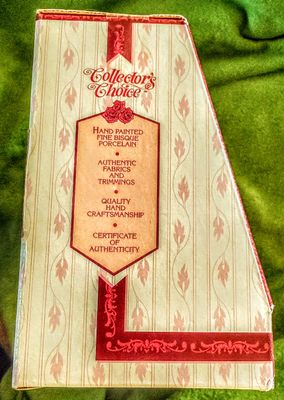 Collector's
Choice
HAND PAINTED
FINE BISQUE
PORCELAIN
•
AUTHENTIC
FABRICS
AND
TRIMMINGS
•
QUALITY
HAND
CRAFTSMANSHIP
•
CERTIFICATE
OF
AUTHENTICITY